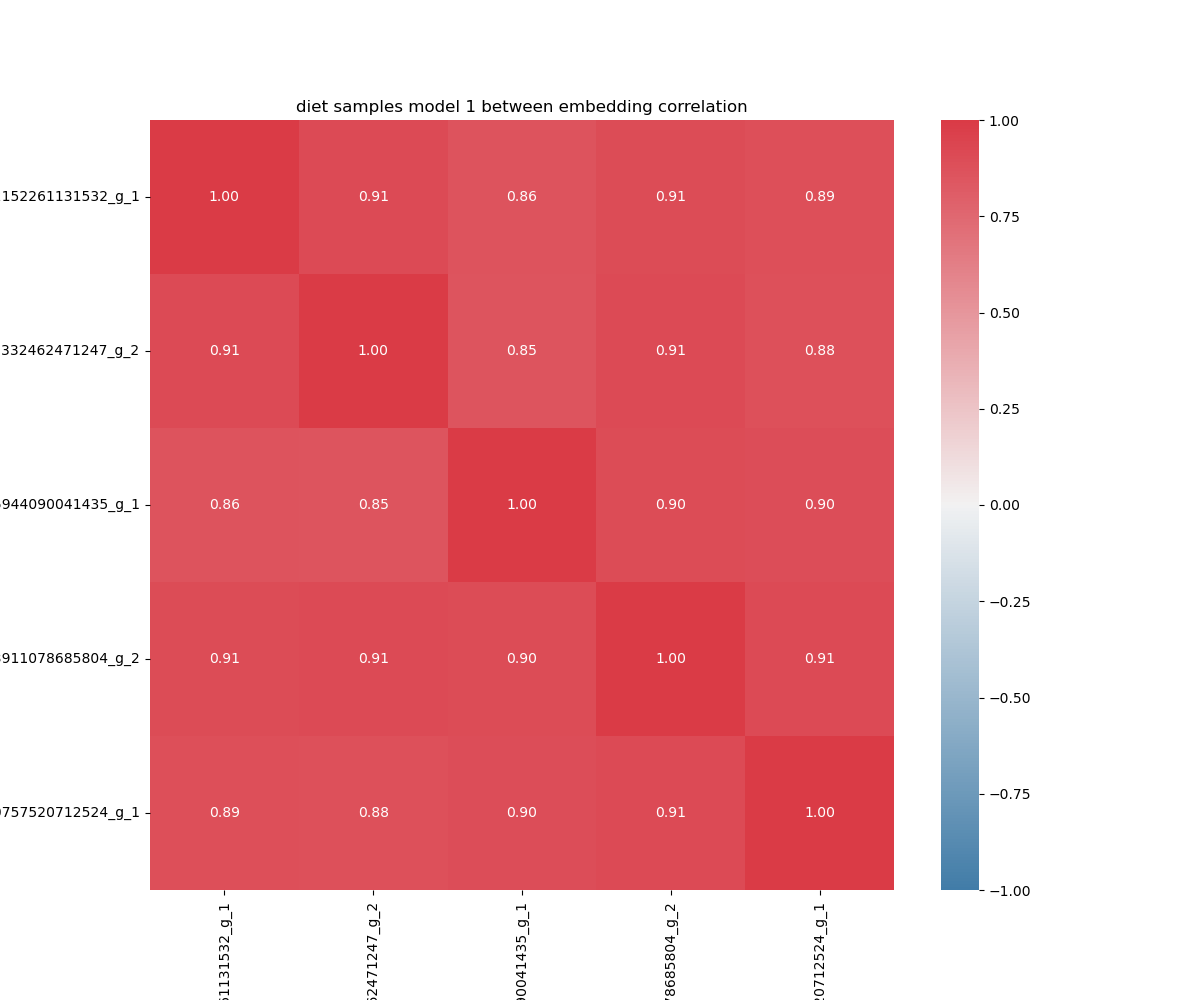 diet samples model 1 between embedding correlation
152261131532_g_1 1.00 0.91 0.86 0.91 0.89
332462471247_g_2 0.91 1.00 0.85 0.91 0.88
944090041435_g_1 0.86 0.85 1.00 0.90 0.90
911078685804_g_2 0.91 0.91 0.90 1.00 0.91
757520712524_g_1 0.89 0.88 0.90 0.91 1.00
1131532_g_1
2471247_g_2
0041435_g_1
8685804_g_2
20712524_g_1
1.00
0.75
0.50
0.25
0.00
−0.25
−0.50
−0.75
−1.00